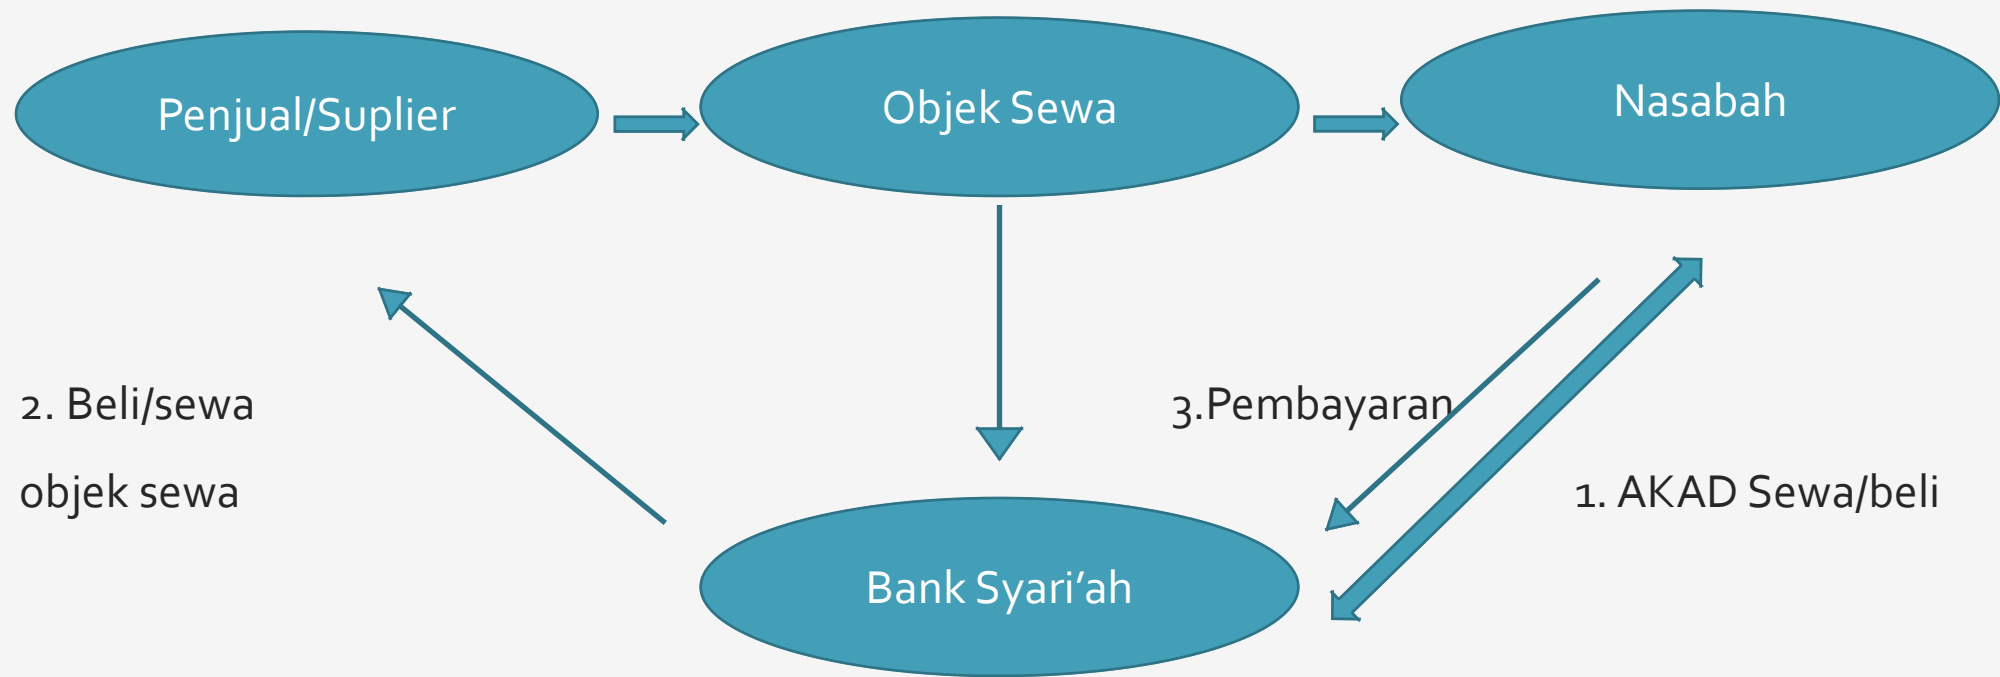 Penjual/Suplier
Objek Sewa
Nasabah
2. Beli/sewa
objek sewa
3.Pembayaran
1. AKAD Sewa/beli
Bank Syari’ah